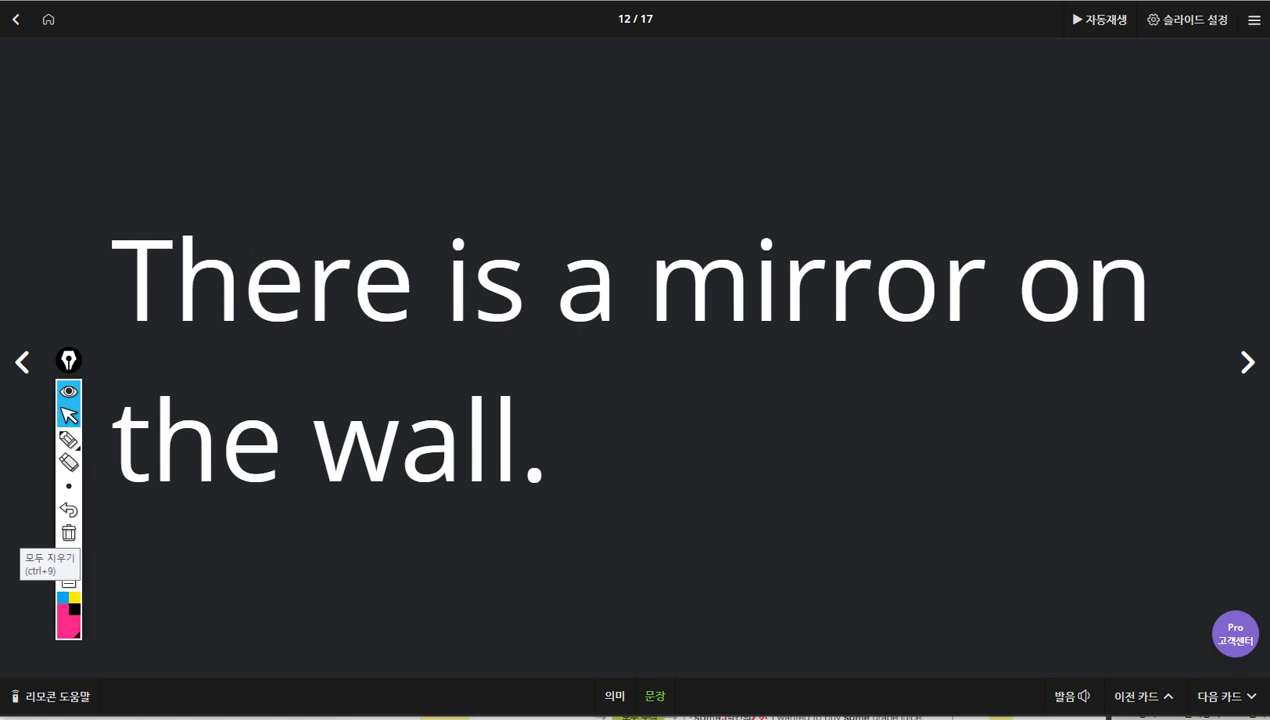 12 / 17
자동재생
슬라이드 설정
There is a mirror on
the wall.
모두 지우기
(ctrl+9)
Pro
고객센터
리모콘 도움말
의미
문장
발음
이전 카드
다음 카드